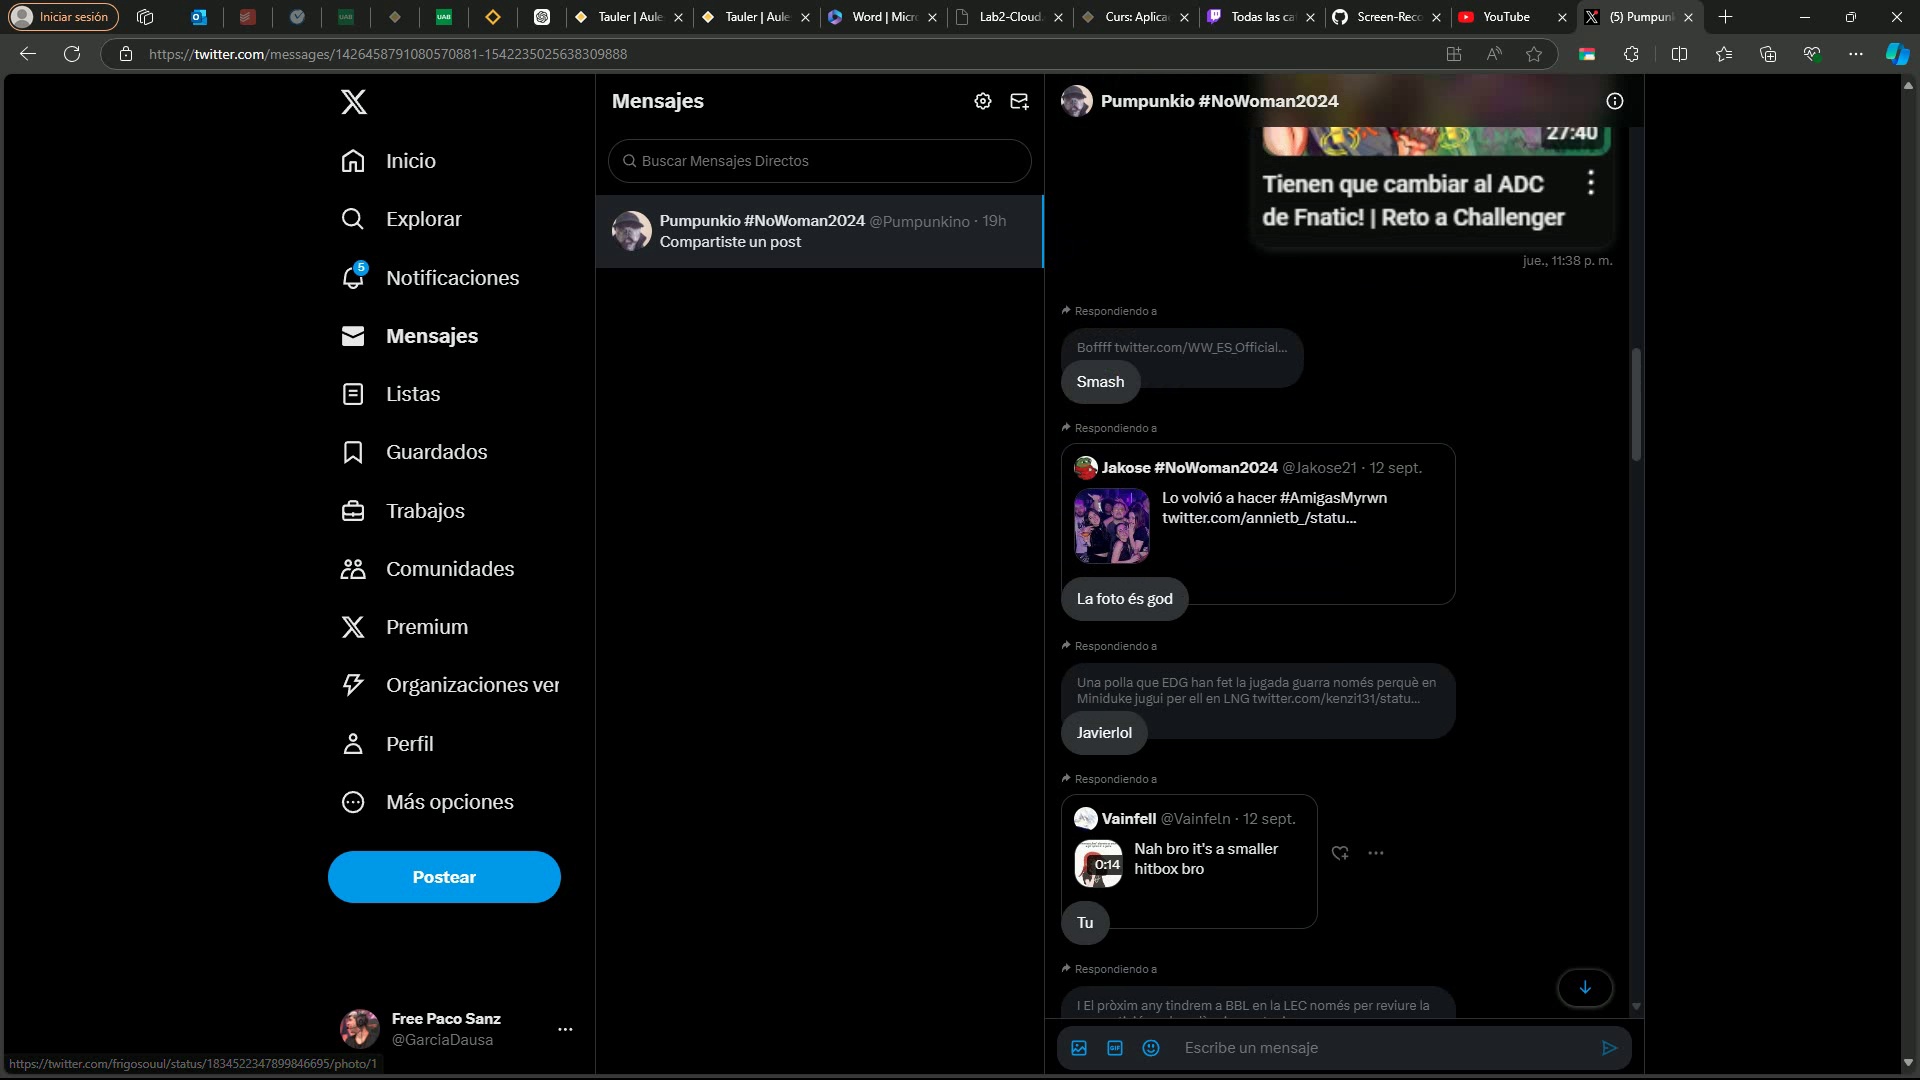 Iniciar sesión
Tauler | Aule
Tauler | Aule
Word | Micr
Lab2-Cloud.
Curs: Aplica
Todas las ca
Screen-Reco
YouTube
(5) Pumpun
https://twitter.com/messages/1426458791080570881-1542235025638309888
Inicio
Explorar
5
Notificaciones
Mensajes
Listas
Guardados
Trabajos
Comunidades
Premium
Organizaciones ver
Perfil
Más opciones
Postear
Free Paco Sanz
@GarciaDausa
https://twitter.com/frigosouul/status/1834522347899846695/photo/1
Mensajes
Buscar Mensajes Directos
Pumpunkio #NoWoman2024 @Pumpunkino · 19h
Compartiste un post
Pumpunkio #NoWoman2024
27:40
Tienen que cambiar al ADC
de Fnatic! | Reto a Challenger
jue., 11:38 p. m.
Respondiendo a
Boffff twitter.com/WW_ES_Official...
Smash
Respondiendo a
Jakose #NoWoman2024 @Jakose21 · 12 sept.
Lo volvió a hacer #AmigasMyrwn
twitter.com/annietb_/statu...
La foto és god
Respondiendo a
Una polla que EDG han fet la jugada guarra només perquè en
Miniduke jugui per ell en LNG twitter.com/kenzi131/statu...
Javierlol
Respondiendo a
Vainfell @Vainfeln · 12 sept.
Nah bro it's a smaller
hitbox bro
0:14
Tu
Respondiendo a
I El pròxim any tindrem a BBL en la LEC només per reviure la
GIF
Escribe un mensaje